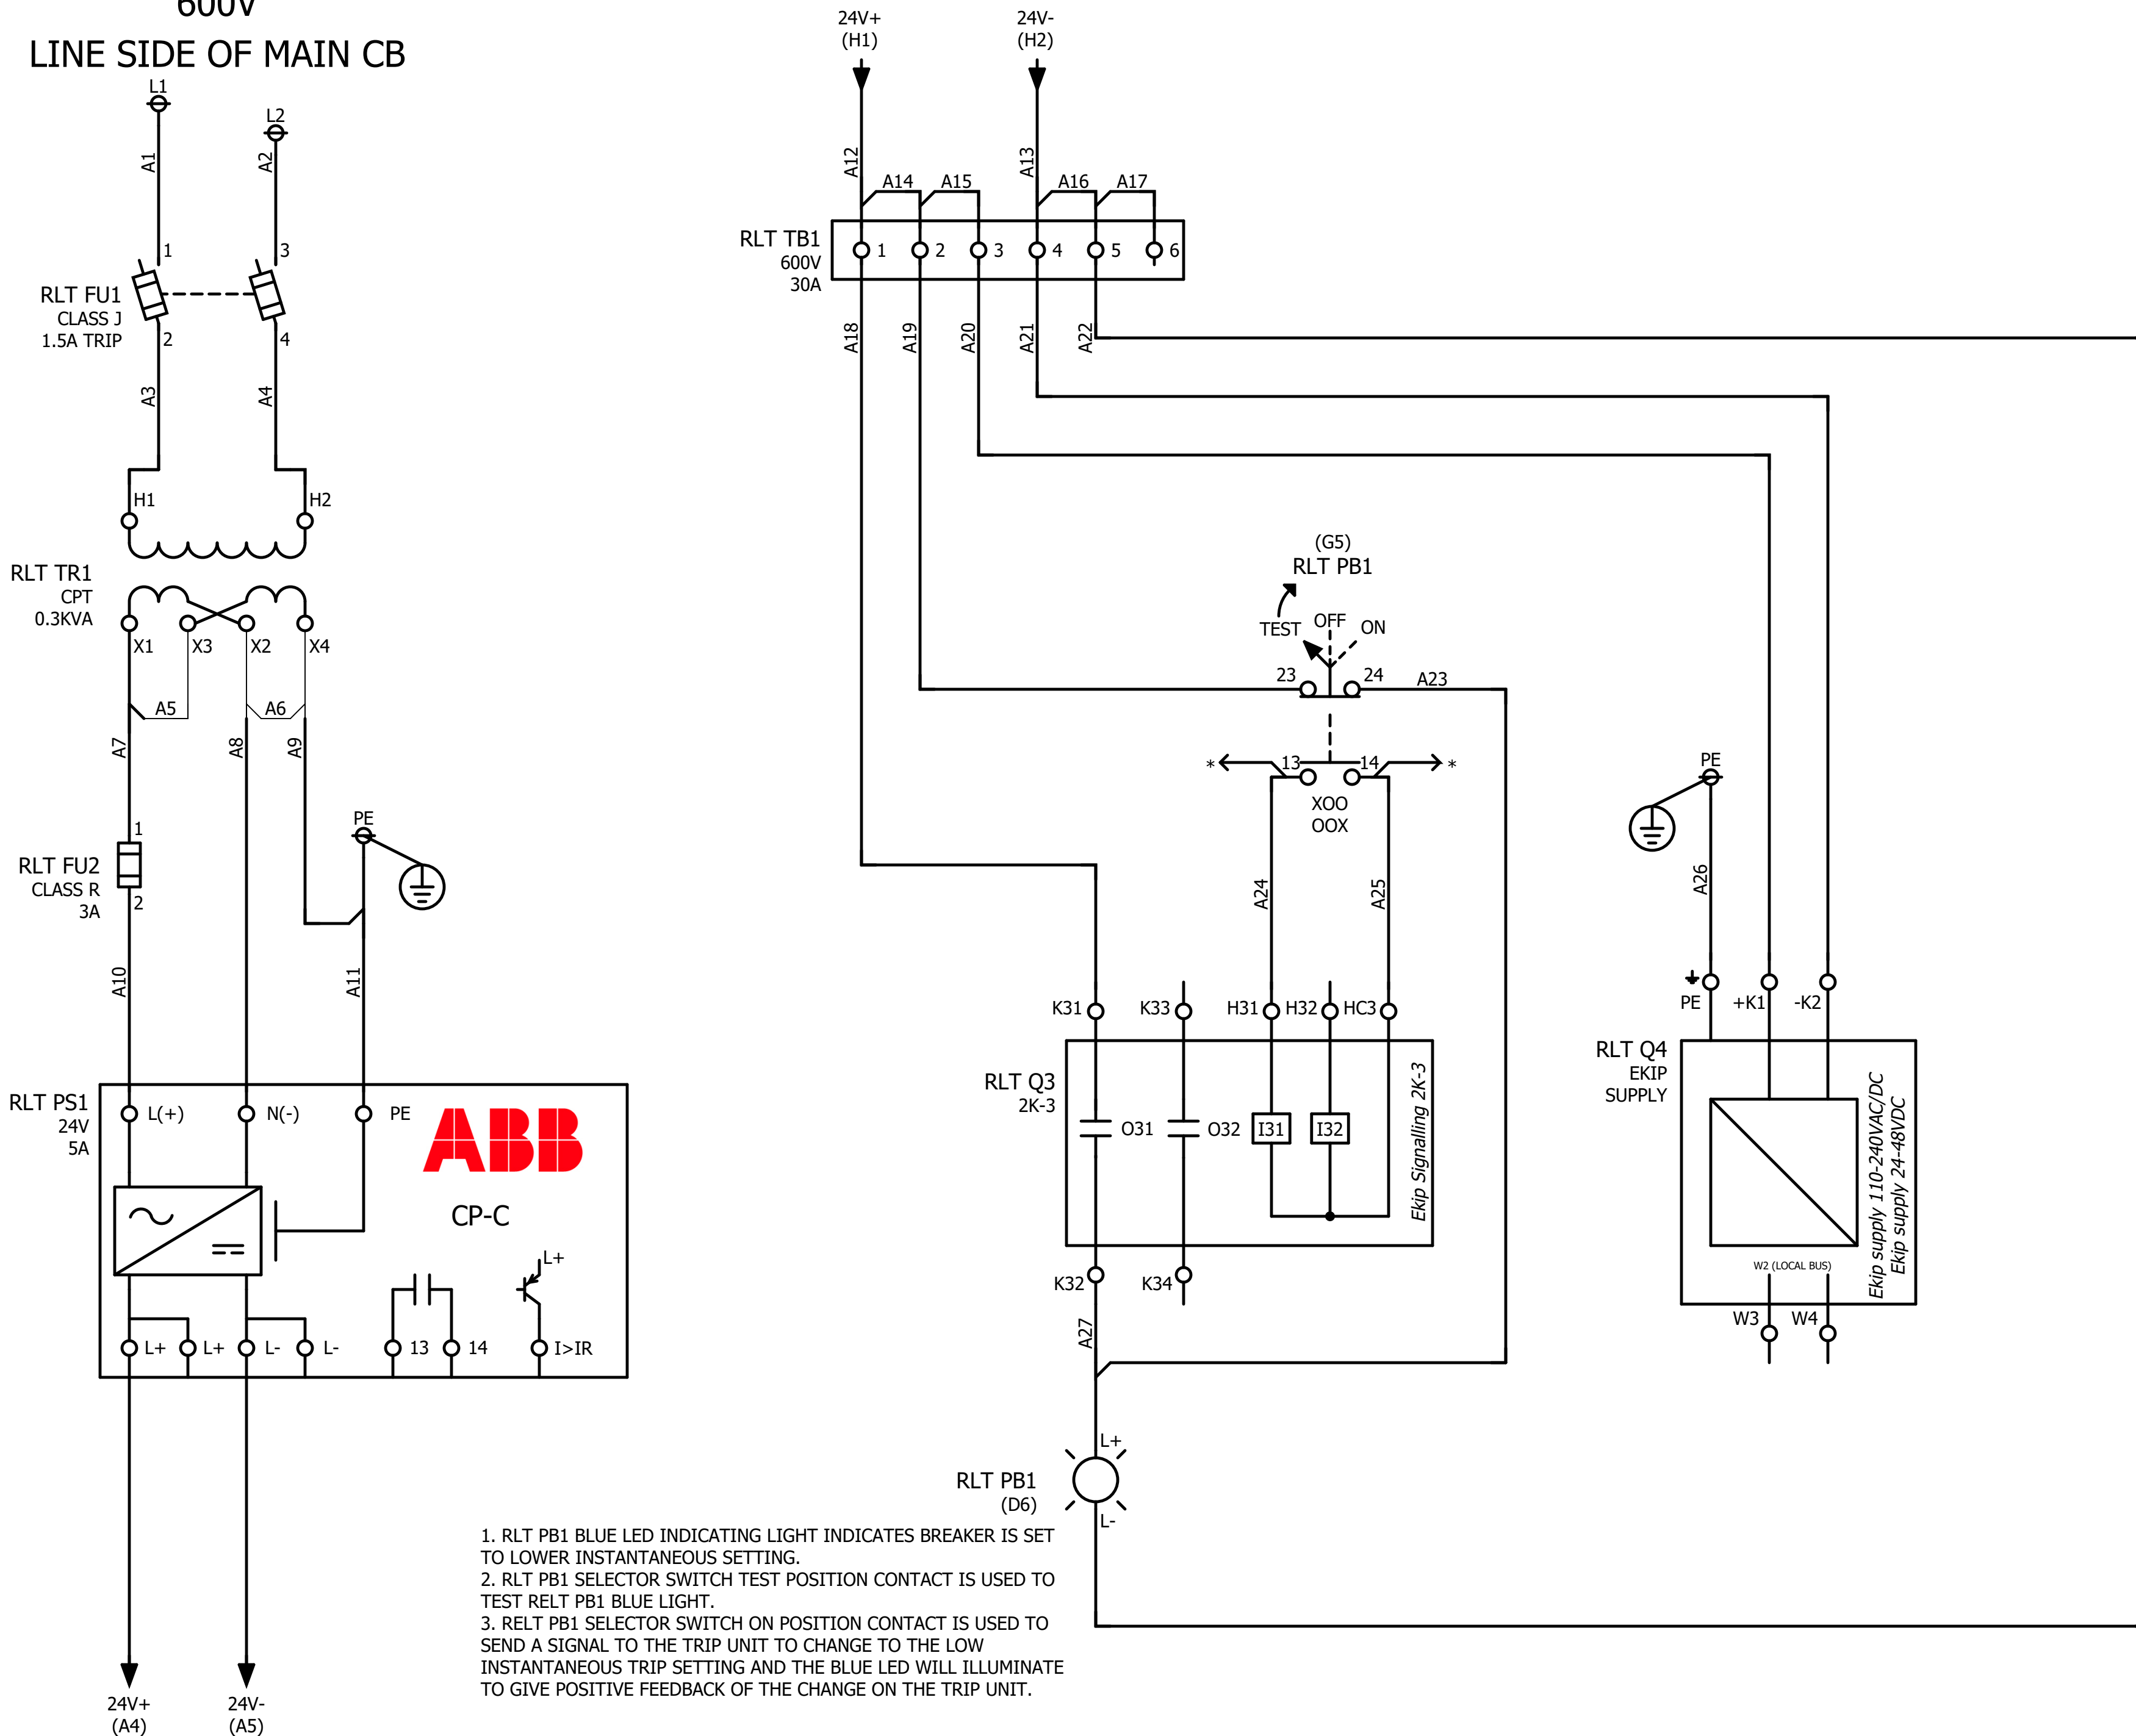 600V
LINE SIDE OF MAIN CB
L1
L2
A1
A2
1
3
RLT FU1
CLASS J
1.5A TRIP
2
4
A3
A4
H1
H2
RLT TR1
CPT
0.3KVA
X1
X3
X2
X4
A5
A6
A7
A8
A9
1
RLT FU2
CLASS R
3A
2
PE
A10
A11
RLT PS1
24V
5A
L(+)
N(-)
PE
ABB
CP-C
L+
L+
L+
L-
L-
13
14
I>IR
24V+
(A4)
24V-
(A5)
24V+
(H1)
24V-
(H2)
A12
A13
A14
A15
A16
A17
RLT TB1
600V
30A
1
2
3
4
5
6
A18
A19
A20
A21
A22
(G5)
RLT PB1
TEST
OFF
ON
23
24
A23
*
13
14
*
XOO
OOX
A24
A25
PE
A26
K31
K33
H31
H32
HC3
RLT Q3
2K-3
O31
O32
I31
I32
Ekip Signalling 2K-3
K32
K34
A27
PE
+K1
-K2
RLT Q4
EKIP
SUPPLY
Ekip supply 110-240VAC/DC
Ekip supply 24-48VDC
W2 (LOCAL BUS)
W3
W4
L+
RLT PB1
(D6)
L-
1. RLT PB1 BLUE LED INDICATING LIGHT INDICATES BREAKER IS SET
TO LOWER INSTANTANEOUS SETTING.
2. RLT PB1 SELECTOR SWITCH TEST POSITION CONTACT IS USED TO
TEST RELT PB1 BLUE LIGHT.
3. RELT PB1 SELECTOR SWITCH ON POSITION CONTACT IS USED TO
SEND A SIGNAL TO THE TRIP UNIT TO CHANGE TO THE LOW
INSTANTANEOUS TRIP SETTING AND THE BLUE LED WILL ILLUMINATE
TO GIVE POSITIVE FEEDBACK OF THE CHANGE ON THE TRIP UNIT.